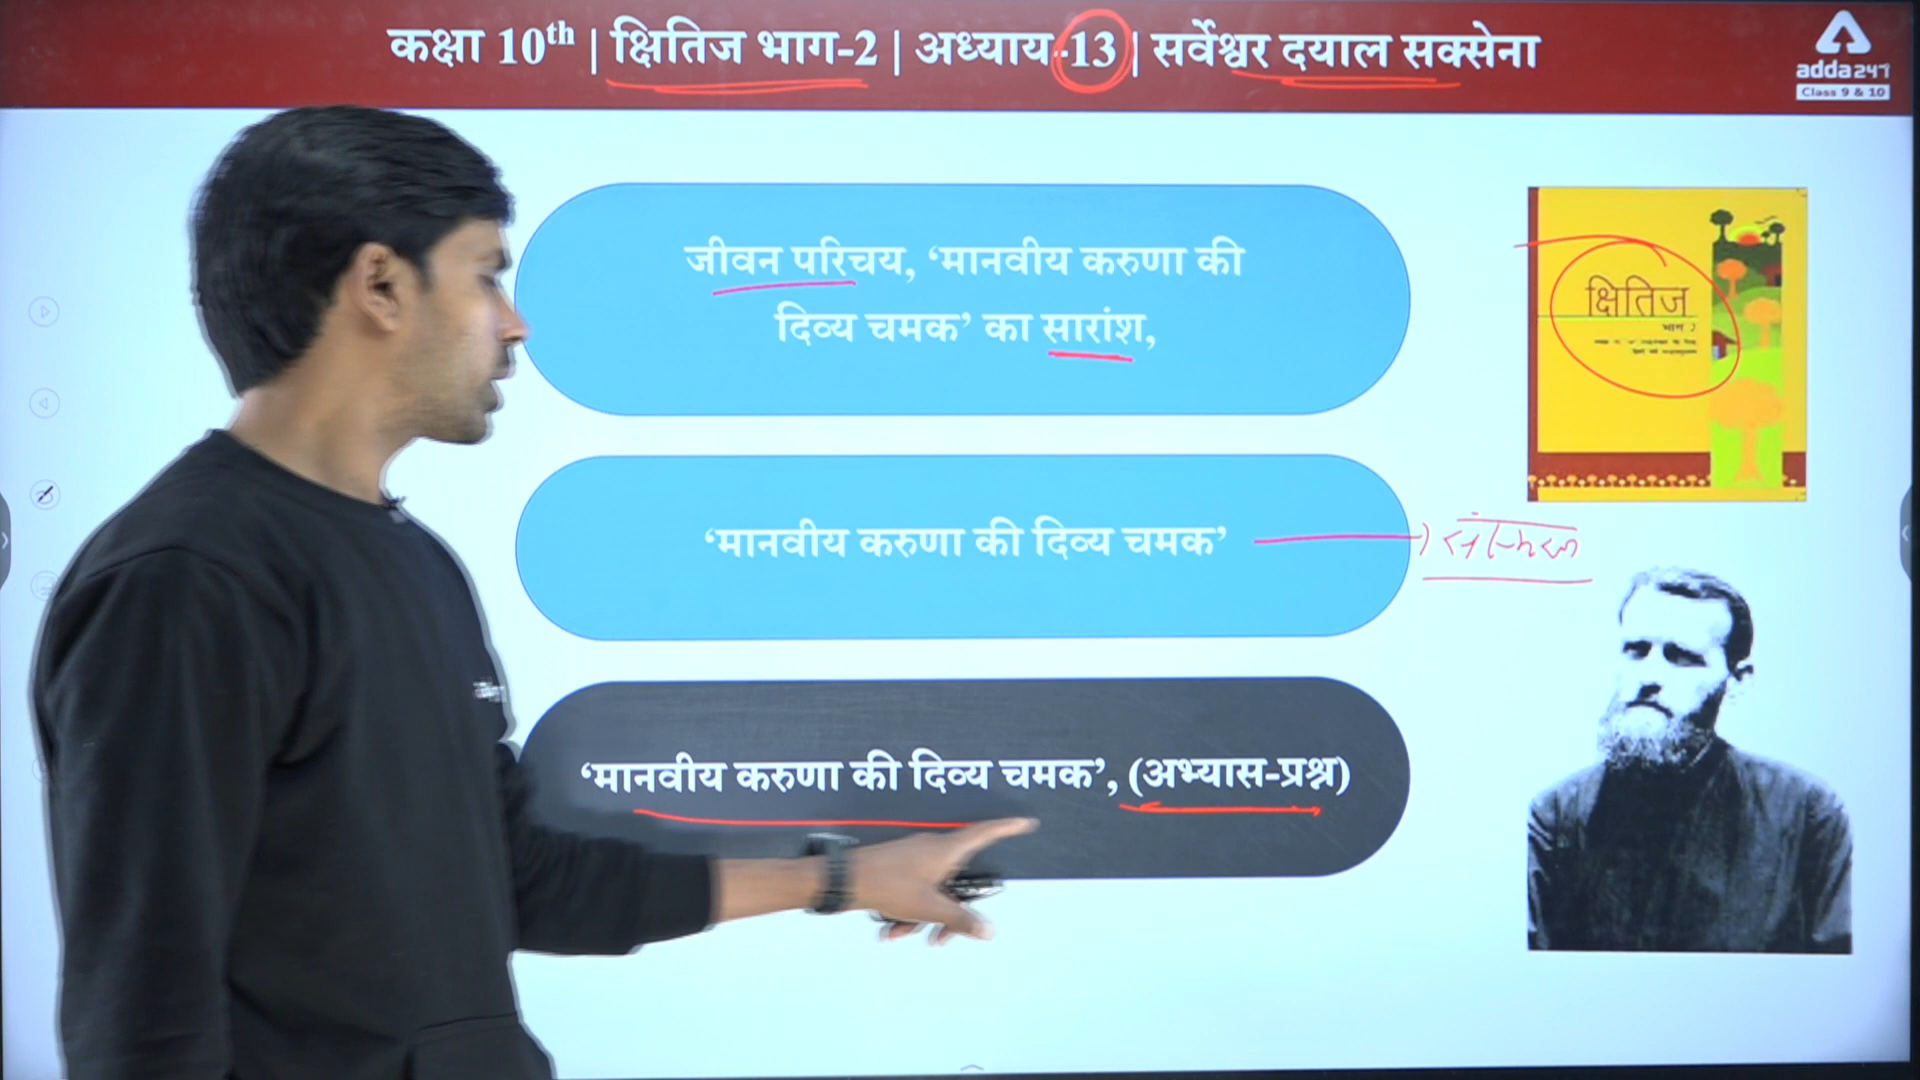 कक्षा 10th | क्षितिज भाग-2 | अध्याय-13 | सर्वेश्वर दयाल सक्सेना
adda247
Class 9 & 10
जीवन परिचय, ‘मानवीय करुणा की
दिव्य चमक’ का सारांश,
क्षितिज
भाग 2
‘मानवीय करुणा की दिव्य चमक’
‘मानवीय करुणा की दिव्य चमक’, (अभ्यास-प्रश्न)